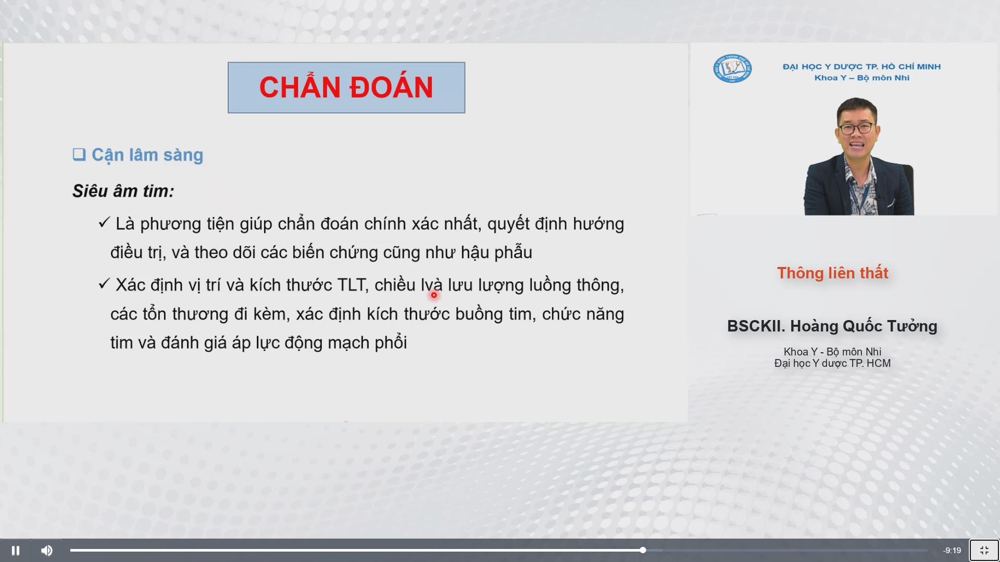 CHẨN ĐOÁN
❑ Cận lâm sàng
Siêu âm tim:
✓ Là phương tiện giúp chẩn đoán chính xác nhất, quyết định hướng
điều trị, và theo dõi các biến chứng cũng như hậu phẫu
✓ Xác định vị trí và kích thước TLT, chiều lvà lưu lượng luồng thông,
các tổn thương đi kèm, xác định kích thước buồng tim, chức năng
tim và đánh giá áp lực động mạch phổi
ĐẠI HỌC Y DƯỢC TP. HỒ CHÍ MINH
Khoa Y – Bộ môn Nhi
Thông liên thất
BSCKII. Hoàng Quốc Tưởng
Khoa Y - Bộ môn Nhi
Đại học Y dược TP. HCM
-9:19